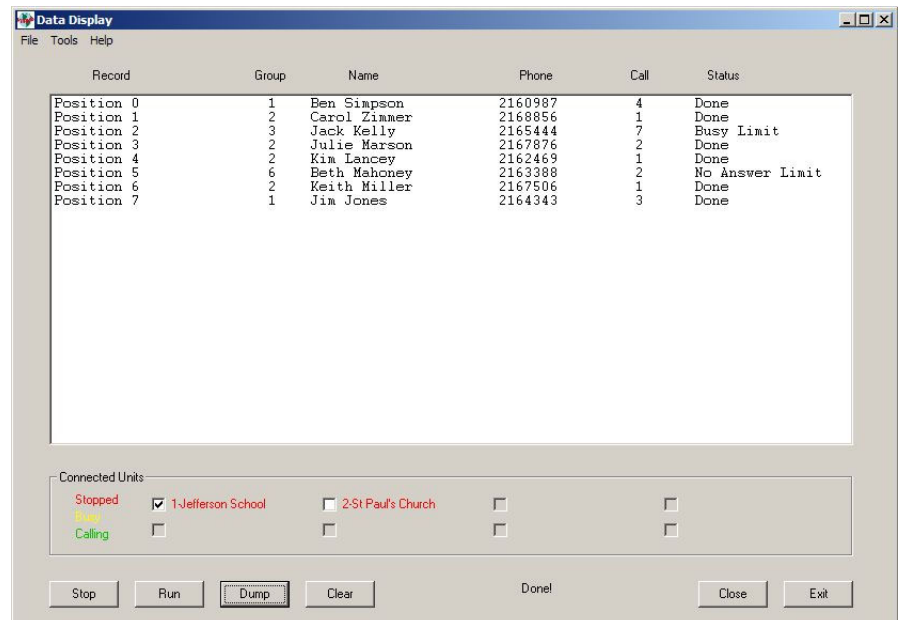 Data Display
File Tools Help
Record Group Name Phone Call Status
Position 0 1 Ben Simpson 2160987 4 Done
Position 1 2 Carol Zimmer 2168856 1 Done
Position 2 3 Jack Kelly 2165444 7 Busy Limit
Position 3 2 Julie Marson 2167876 2 Done
Position 4 2 Kim Lancey 2162469 1 Done
Position 5 6 Beth Mahoney 2163388 2 No Answer Limit
Position 6 2 Keith Miller 2167506 1 Done
Position 7 1 Jim Jones 2164343 3 Done
Connected Units
Stopped 1-Jefferson School 2-St Paul's Church
Busy
Calling
Stop Run Dump Clear Done! Close Exit